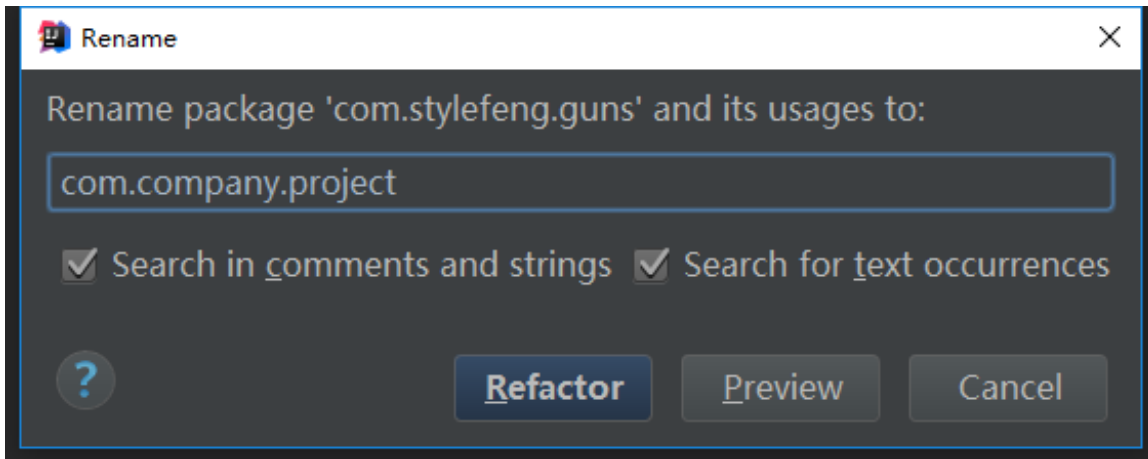 Rename
Rename package 'com.stylefeng.guns' and its usages to:
com.company.project
Search in comments and strings Search for text occurrences
? Refactor Preview Cancel